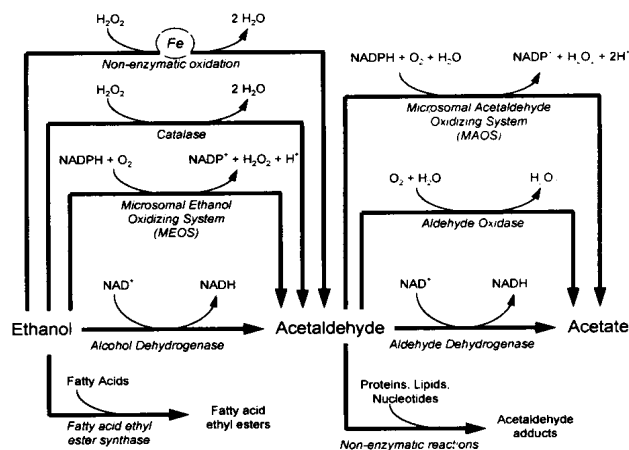 H₂O₂ Fe 2 H₂O
Non-enzymatic oxidation
H₂O₂ 2 H₂O
Catalase
NADPH + O₂ NADP⁺ + H₂O₂ + H⁺
Microsomal Ethanol
Oxidizing System
(MEOS)
NAD⁺ NADH
Ethanol
Alcohol Dehydrogenase
Fatty Acids
Fatty acid ethyl
ester synthase
Fatty acid
ethyl esters
NADPH + O₂ + H₂O NADP⁺ + H₂O₂ + 2H⁺
Microsomal Acetaldehyde
Oxidizing System
(MAOS)
O₂ + H₂O
Aldehyde Oxidase
NAD⁺ NADH
Acetaldehyde
Aldehyde Dehydrogenase
Acetate
Proteins, Lipids,
Nucleotides
Non-enzymatic reactions
Acetaldehyde
adducts